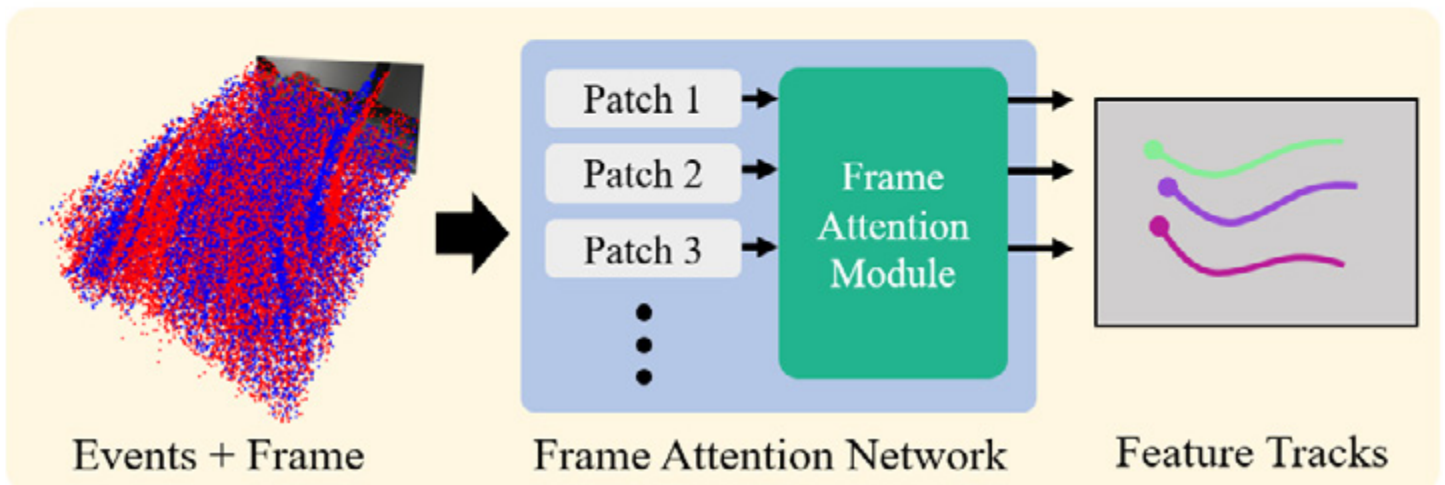 Patch 1
Patch 2
Patch 3
Frame
Attention
Module
Events + Frame
Frame Attention Network
Feature Tracks